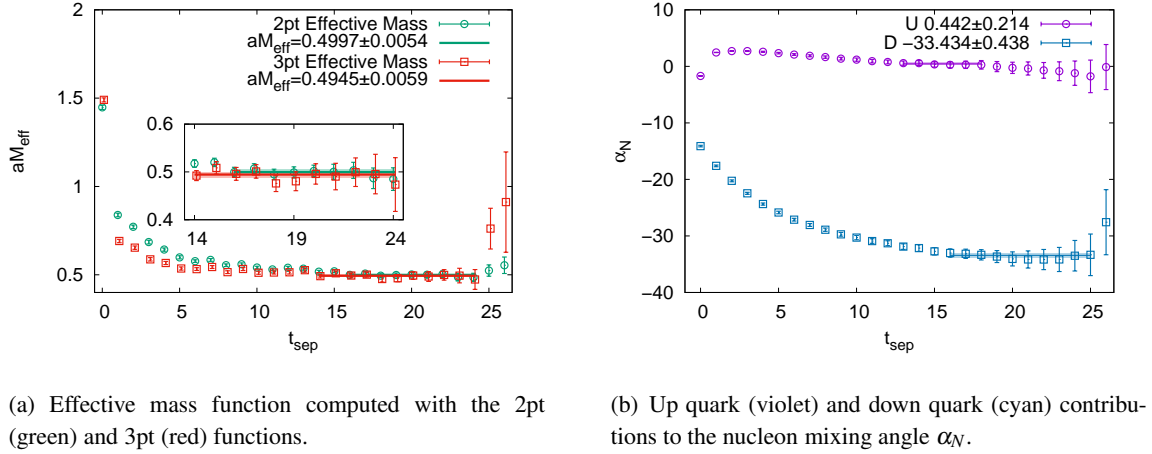 2pt Effective Mass
aM_eff=0.4997±0.0054
3pt Effective Mass
aM_eff=0.4945±0.0059
2
1.5
1
0.5
aM_eff
0.6
0.5
0.4
14 19 24
0 5 10 15 20 25
t_sep
U 0.442±0.214
D −33.434±0.438
10
0
−10
−20
−30
−40
α_N
0 5 10 15 20 25
t_sep
(a) Effective mass function computed with the 2pt
(green) and 3pt (red) functions.
(b) Up quark (violet) and down quark (cyan) contribu-
tions to the nucleon mixing angle α_N.